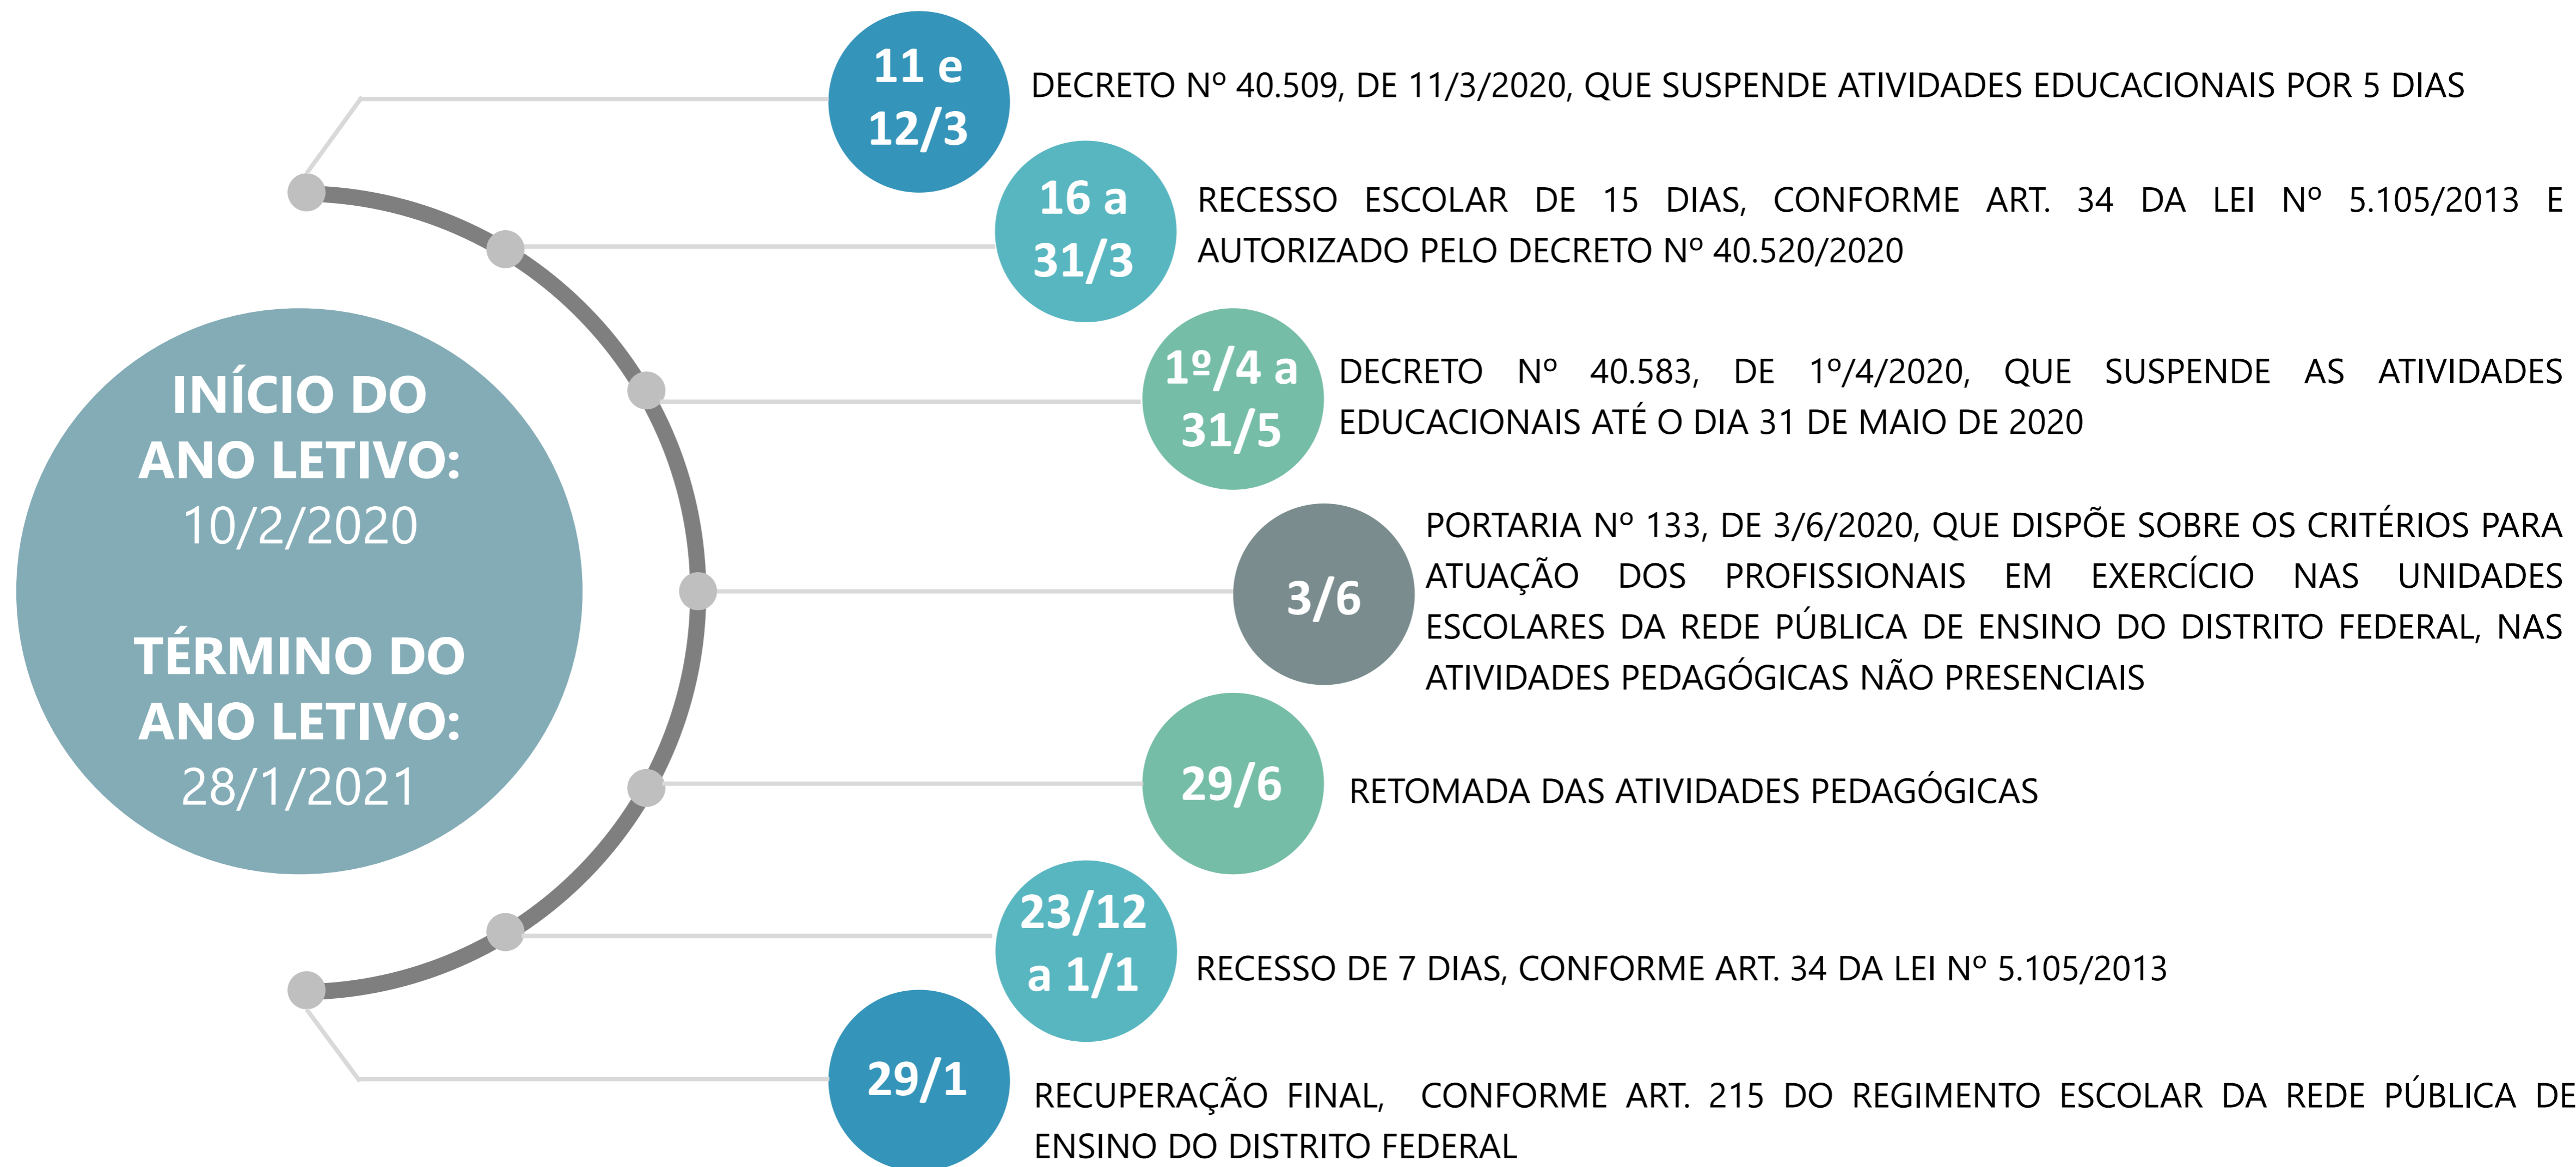 INÍCIO DO
ANO LETIVO:
10/2/2020
TÉRMINO DO
ANO LETIVO:
28/1/2021
11 e
12/3
DECRETO Nº 40.509, DE 11/3/2020, QUE SUSPENDE ATIVIDADES EDUCACIONAIS POR 5 DIAS
16 a
31/3
RECESSO ESCOLAR DE 15 DIAS, CONFORME ART. 34 DA LEI Nº 5.105/2013 E
AUTORIZADO PELO DECRETO Nº 40.520/2020
1º/4 a
31/5
DECRETO Nº 40.583, DE 1º/4/2020, QUE SUSPENDE AS ATIVIDADES
EDUCACIONAIS ATÉ O DIA 31 DE MAIO DE 2020
3/6
PORTARIA Nº 133, DE 3/6/2020, QUE DISPÕE SOBRE OS CRITÉRIOS PARA
ATUAÇÃO DOS PROFISSIONAIS EM EXERCÍCIO NAS UNIDADES
ESCOLARES DA REDE PÚBLICA DE ENSINO DO DISTRITO FEDERAL, NAS
ATIVIDADES PEDAGÓGICAS NÃO PRESENCIAIS
29/6
RETOMADA DAS ATIVIDADES PEDAGÓGICAS
23/12
a 1/1
RECESSO DE 7 DIAS, CONFORME ART. 34 DA LEI Nº 5.105/2013
29/1
RECUPERAÇÃO FINAL, CONFORME ART. 215 DO REGIMENTO ESCOLAR DA REDE PÚBLICA DE
ENSINO DO DISTRITO FEDERAL